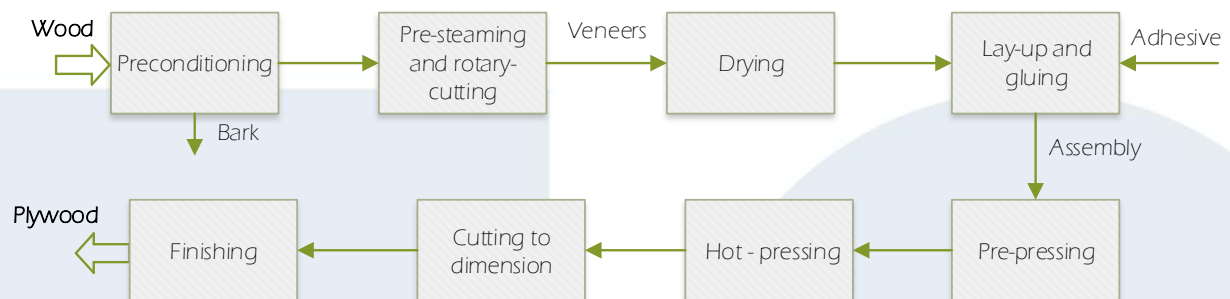 Wood
Preconditioning
Bark
Pre-steaming
and rotary-
cutting
Veneers
Drying
Lay-up and
gluing
Adhesive
Assembly
Pre-pressing
Hot - pressing
Cutting to
dimension
Finishing
Plywood